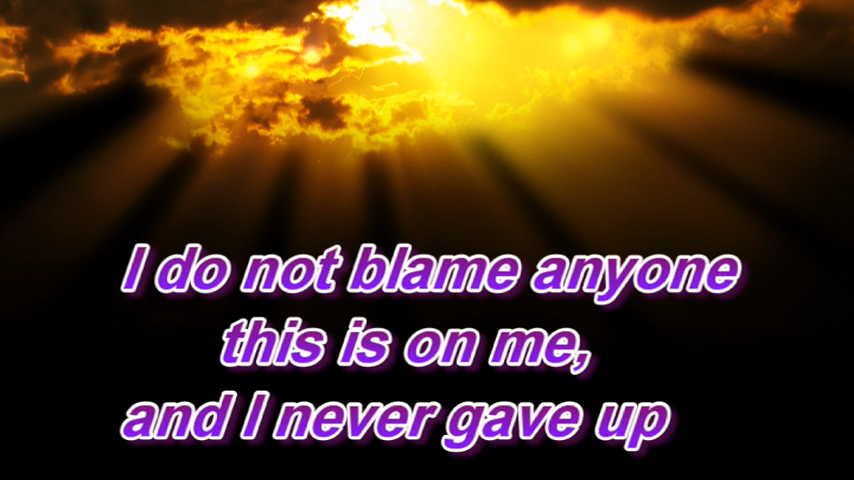 I do not blame anyone
this is on me,
and I never gave up